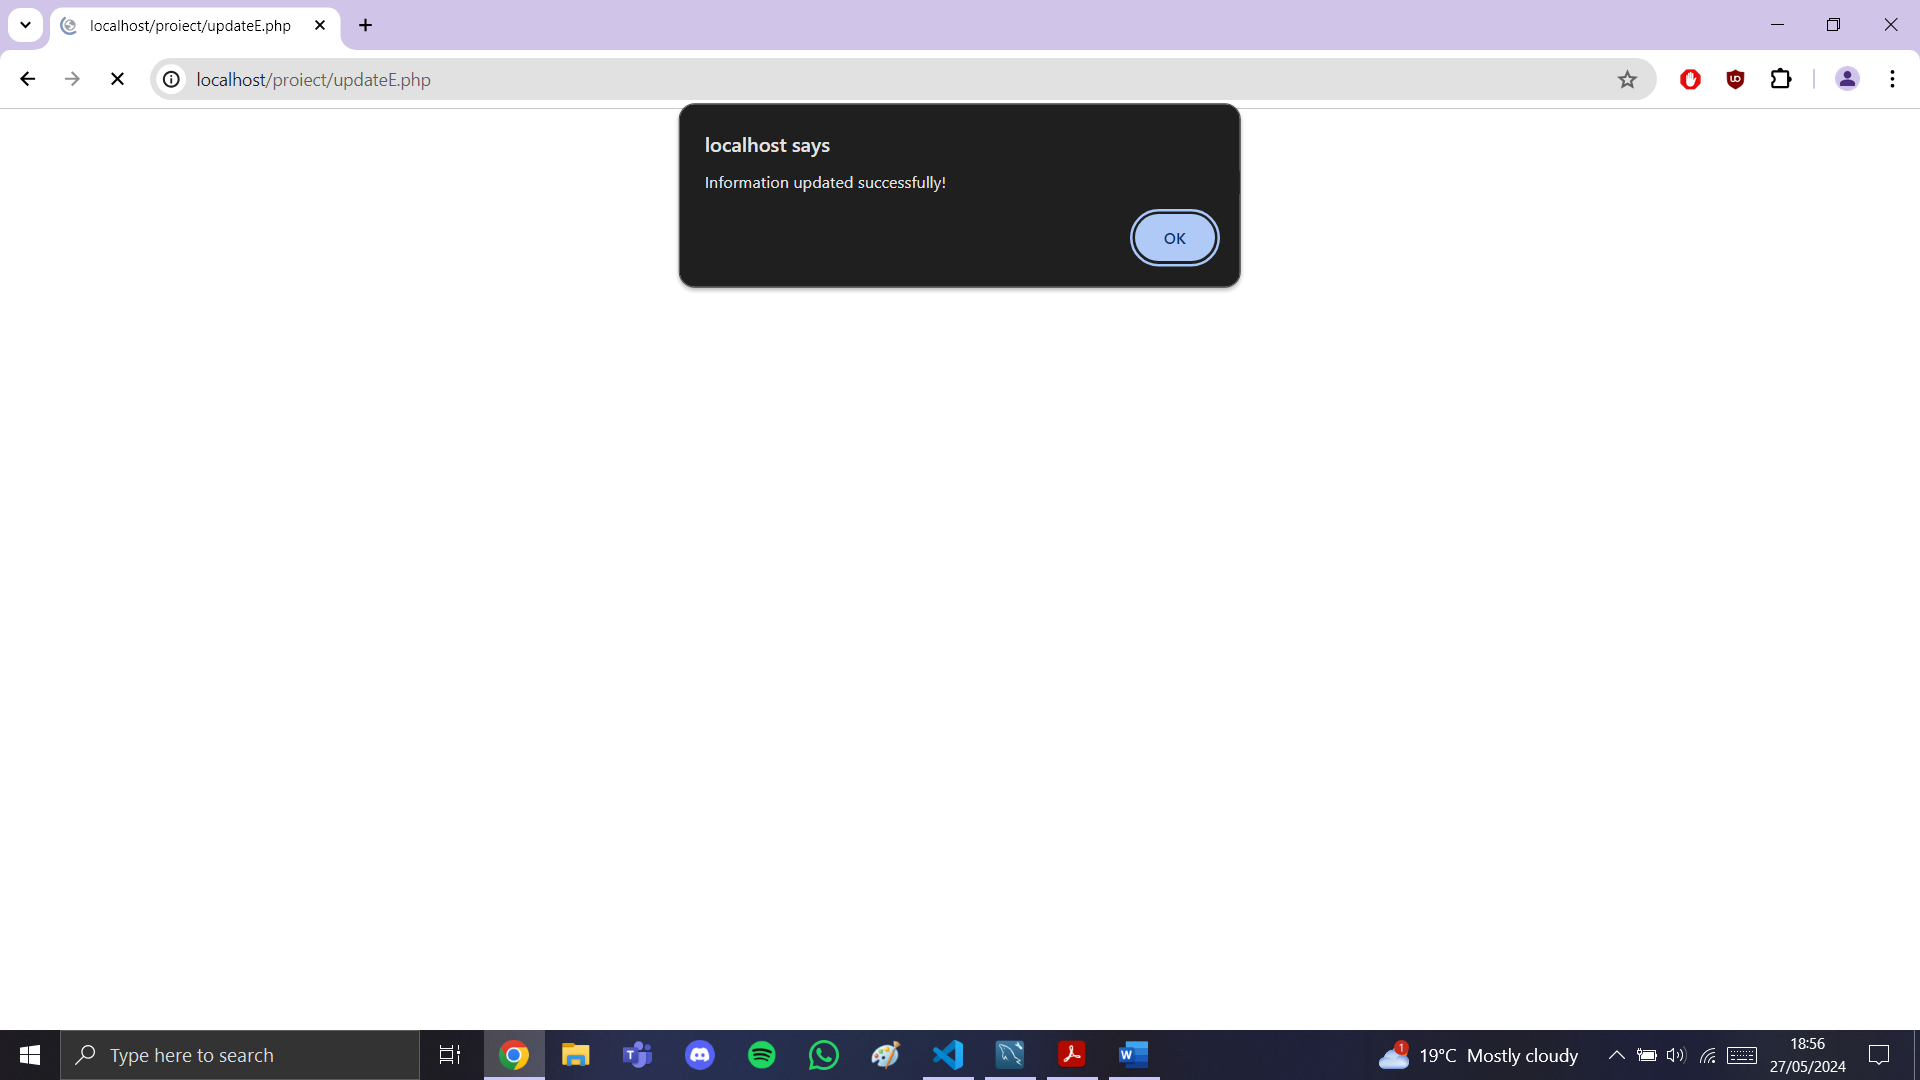 localhost/proiect/updateE.php
localhost/proiect/updateE.php
localhost says
Information updated successfully!
OK
Type here to search
19°C Mostly cloudy
1
18:56
27/05/2024